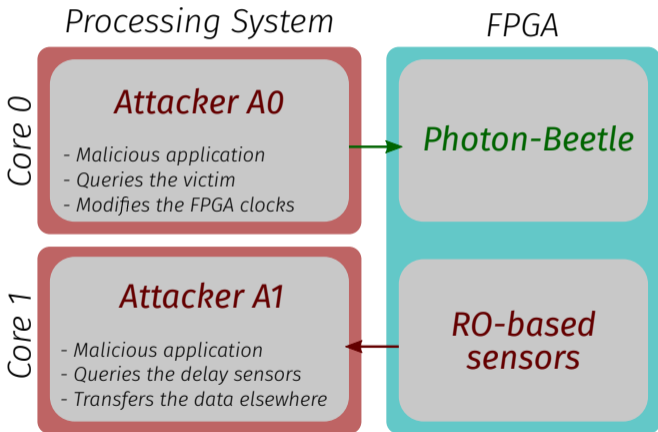 Processing System
FPGA
Core 0
Attacker A0
- Malicious application
- Queries the victim
- Modifies the FPGA clocks
Photon-Beetle
Core 1
Attacker A1
- Malicious application
- Queries the delay sensors
- Transfers the data elsewhere
RO-based
sensors